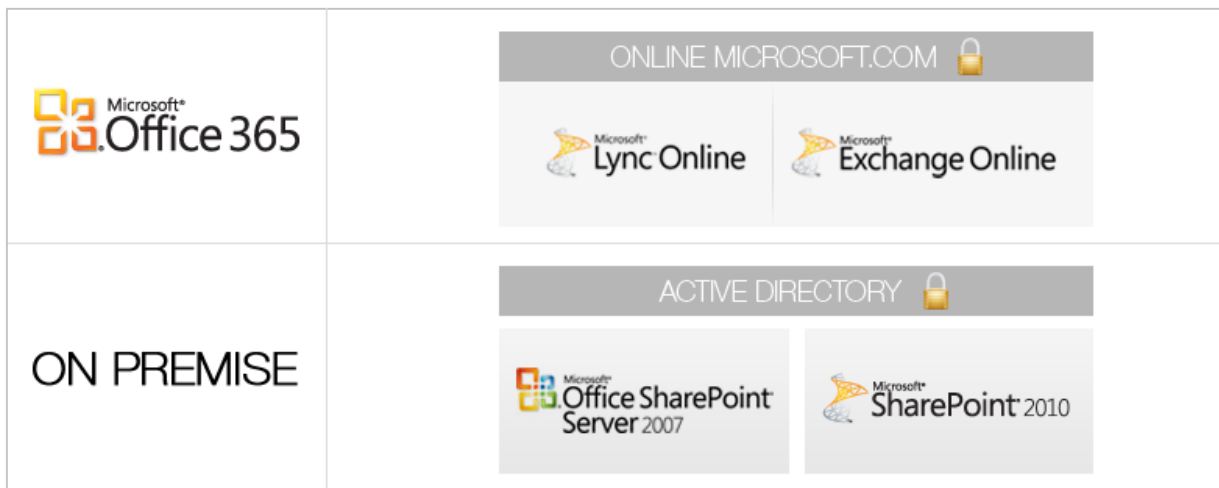 Microsoft®
Office 365
ONLINE MICROSOFT.COM
Microsoft®
Lync Online
Microsoft®
Exchange Online
ON PREMISE
ACTIVE DIRECTORY
Microsoft®
Office SharePoint
Server 2007
Microsoft®
SharePoint 2010